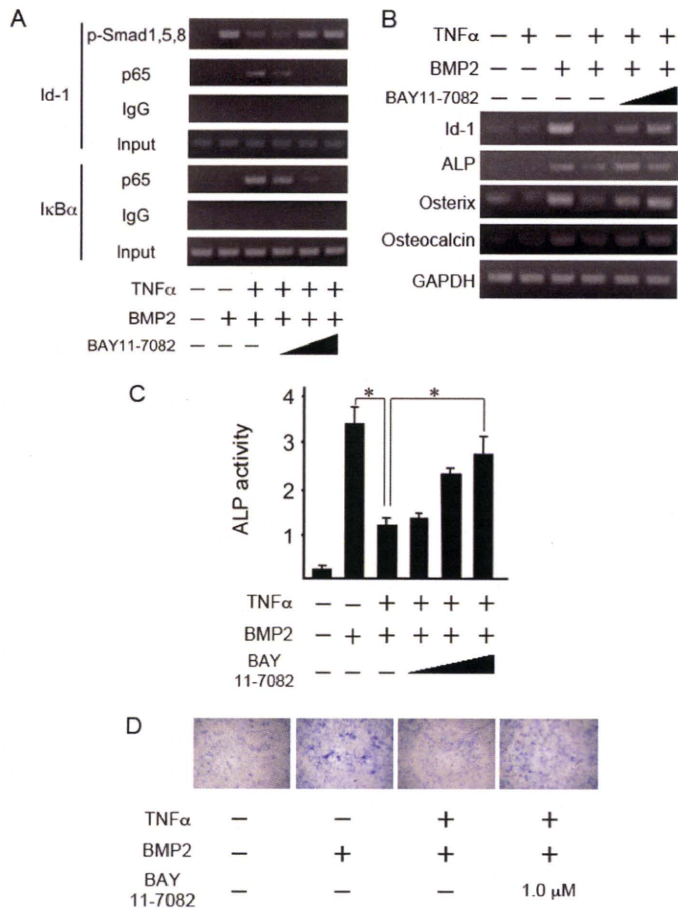 A
p-Smad1,5,8
p65
Id-1
IgG
Input
p65
IκBα
IgG
Input
TNFα − − + + + +
BMP2 − + + + + +
BAY11-7082 − − −
B
TNFα − + − + + +
BMP2 − − + + + +
BAY11-7082 − − − −
Id-1
ALP
Osterix
Osteocalcin
GAPDH
C
4
3
2
1
ALP activity
* *
TNFα − − + + + +
BMP2 − + + + + +
BAY
11-7082 − − −
D
TNFα − − + +
BMP2 − + + +
BAY
11-7082 − − − 1.0 μM